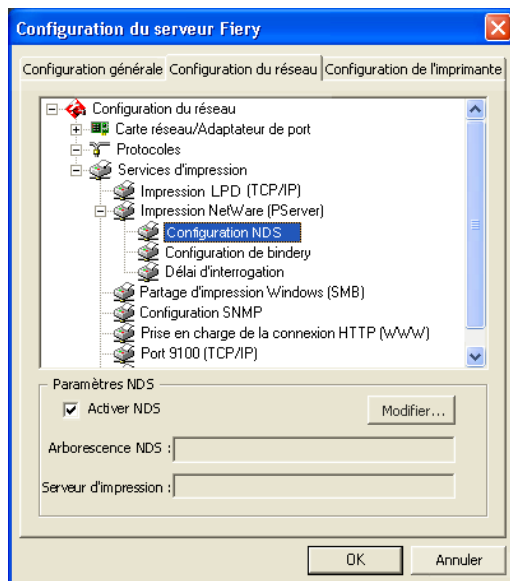 Configuration du serveur Fiery
Configuration générale Configuration du réseau Configuration de l'imprimante
Configuration du réseau
Carte réseau/Adaptateur de port
Protocoles
Services d'impression
Impression LPD (TCP/IP)
Impression NetWare (PServer)
Configuration NDS
Configuration de bindery
Délai d'interrogation
Partage d'impression Windows (SMB)
Configuration SNMP
Prise en charge de la connexion HTTP (WWW)
Port 9100 (TCP/IP)
Paramètres NDS
Activer NDS
Modifier...
Arborescence NDS :
Serveur d'impression :
OK Annuler